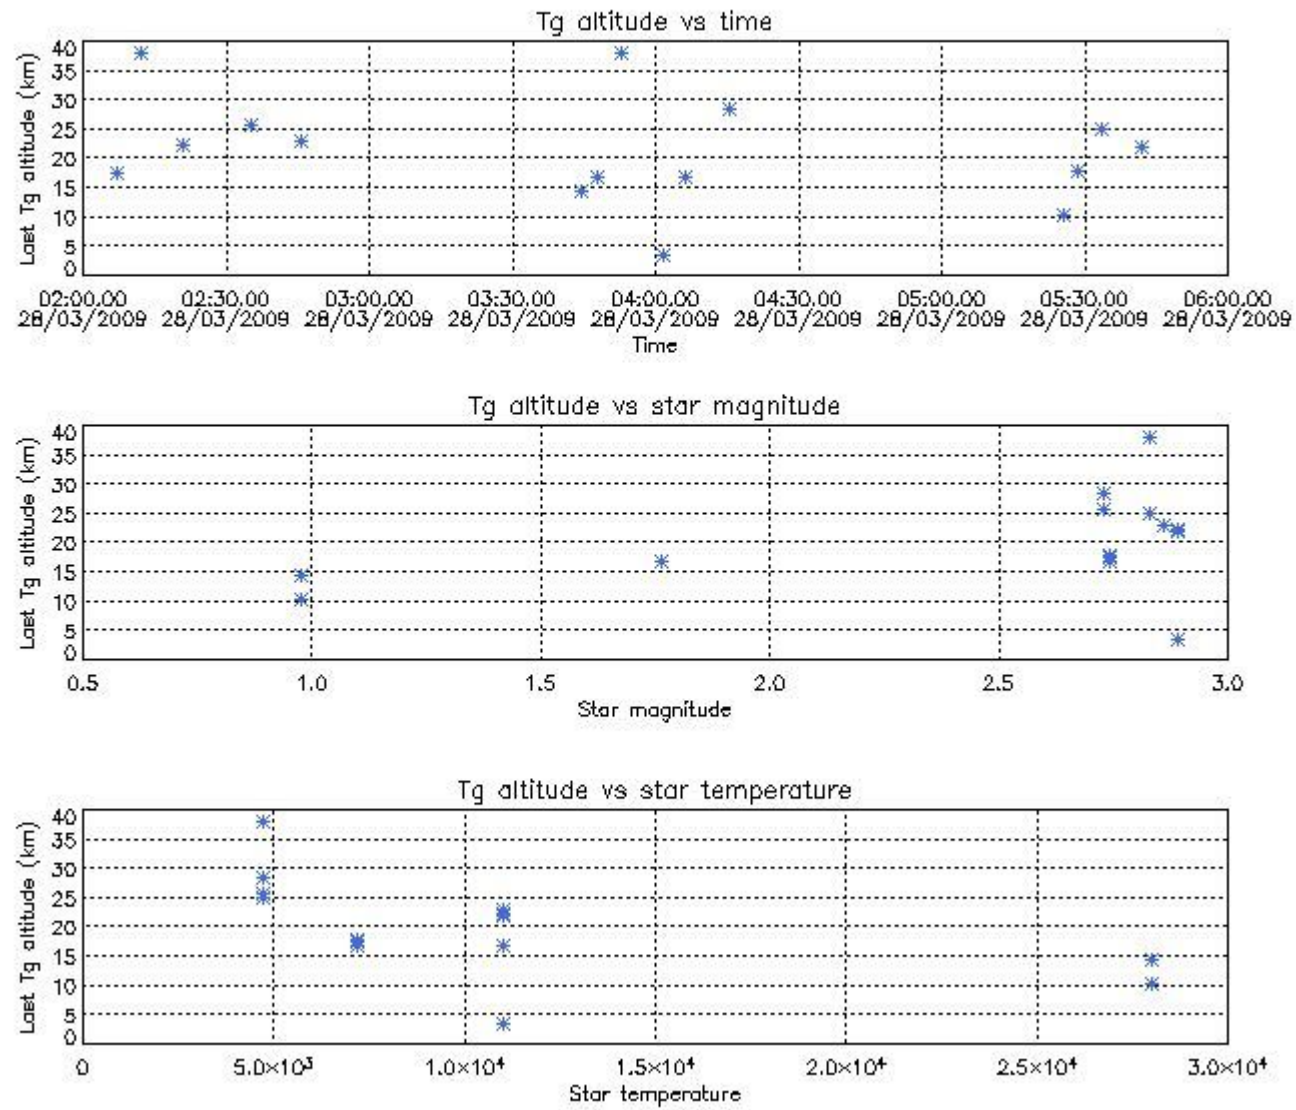 Tg altitude vs time
Last Tg altitude (km)
40
35
30
25
20
15
10
5
0
02:00.00 02:30.00 03:00.00 03:30.00 04:00.00 04:30.00 05:00.00 05:30.00 06:00.00
28/03/2009 28/03/2009 28/03/2009 28/03/2009 28/03/2009 28/03/2009 28/03/2009 28/03/2009 28/03/2009
Time
Tg altitude vs star magnitude
Last Tg altitude (km)
40
35
30
25
20
15
10
5
0
0.5 1.0 1.5 2.0 2.5 3.0
Star magnitude
Tg altitude vs star temperature
Last Tg altitude (km)
40
35
30
25
20
15
10
5
0
0 5.0×10³ 1.0×10⁴ 1.5×10⁴ 2.0×10⁴ 2.5×10⁴ 3.0×10⁴
Star temperature